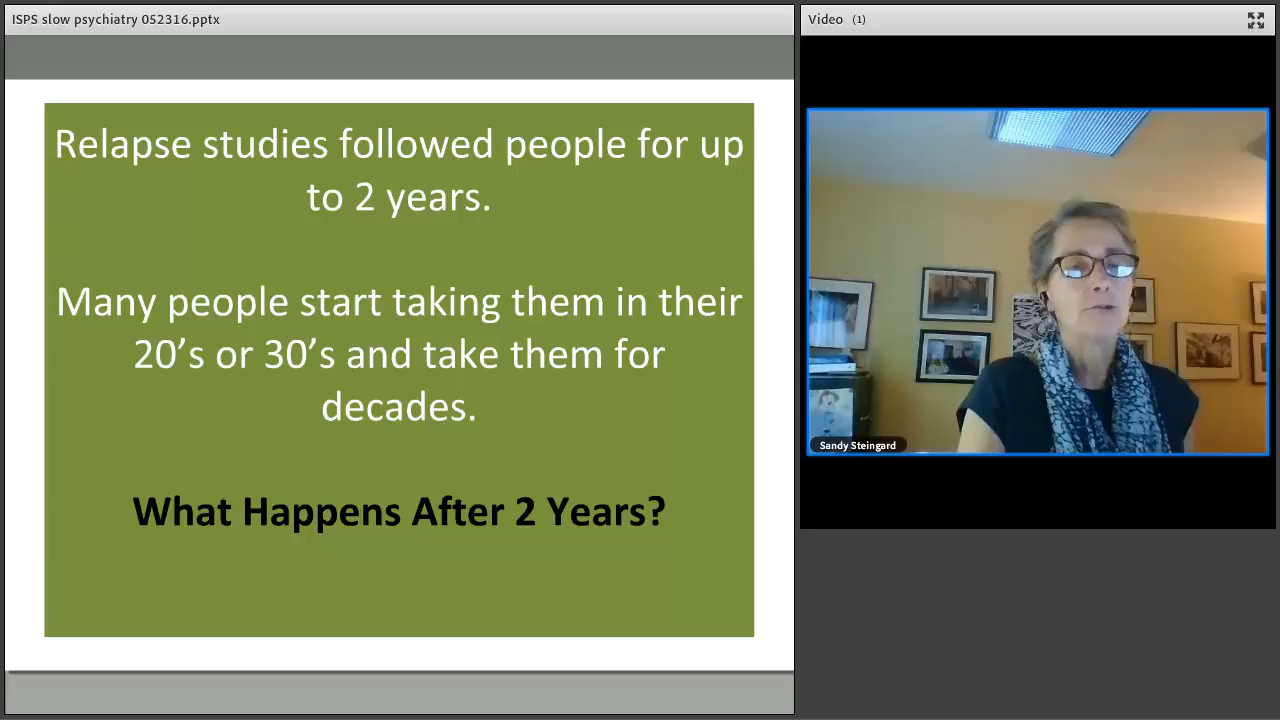 ISPS slow psychiatry 052316.pptx
Relapse studies followed people for up
to 2 years.
Many people start taking them in their
20’s or 30’s and take them for
decades.
What Happens After 2 Years?
Video (1)
Sandy Steingard